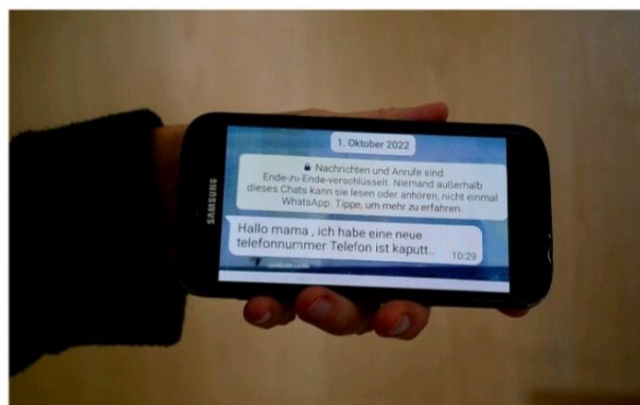 SAMSUNG
1. Oktober 2022
Nachrichten und Anrufe sind
Ende-zu-Ende-verschlüsselt. Niemand außerhalb
dieses Chats kann sie lesen oder anhören, nicht einmal
WhatsApp. Tippe, um mehr zu erfahren.
Hallo mama , ich habe eine neue
telefonnummer Telefon ist kaputt..
10:29